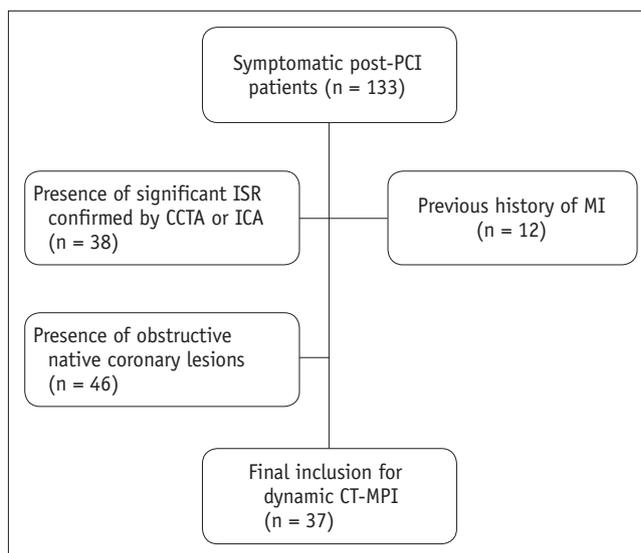 Symptomatic post-PCI
patients (n = 133)
Presence of significant ISR
confirmed by CCTA or ICA
(n = 38)
Previous history of MI
(n = 12)
Presence of obstructive
native coronary lesions
(n = 46)
Final inclusion for
dynamic CT-MPI
(n = 37)